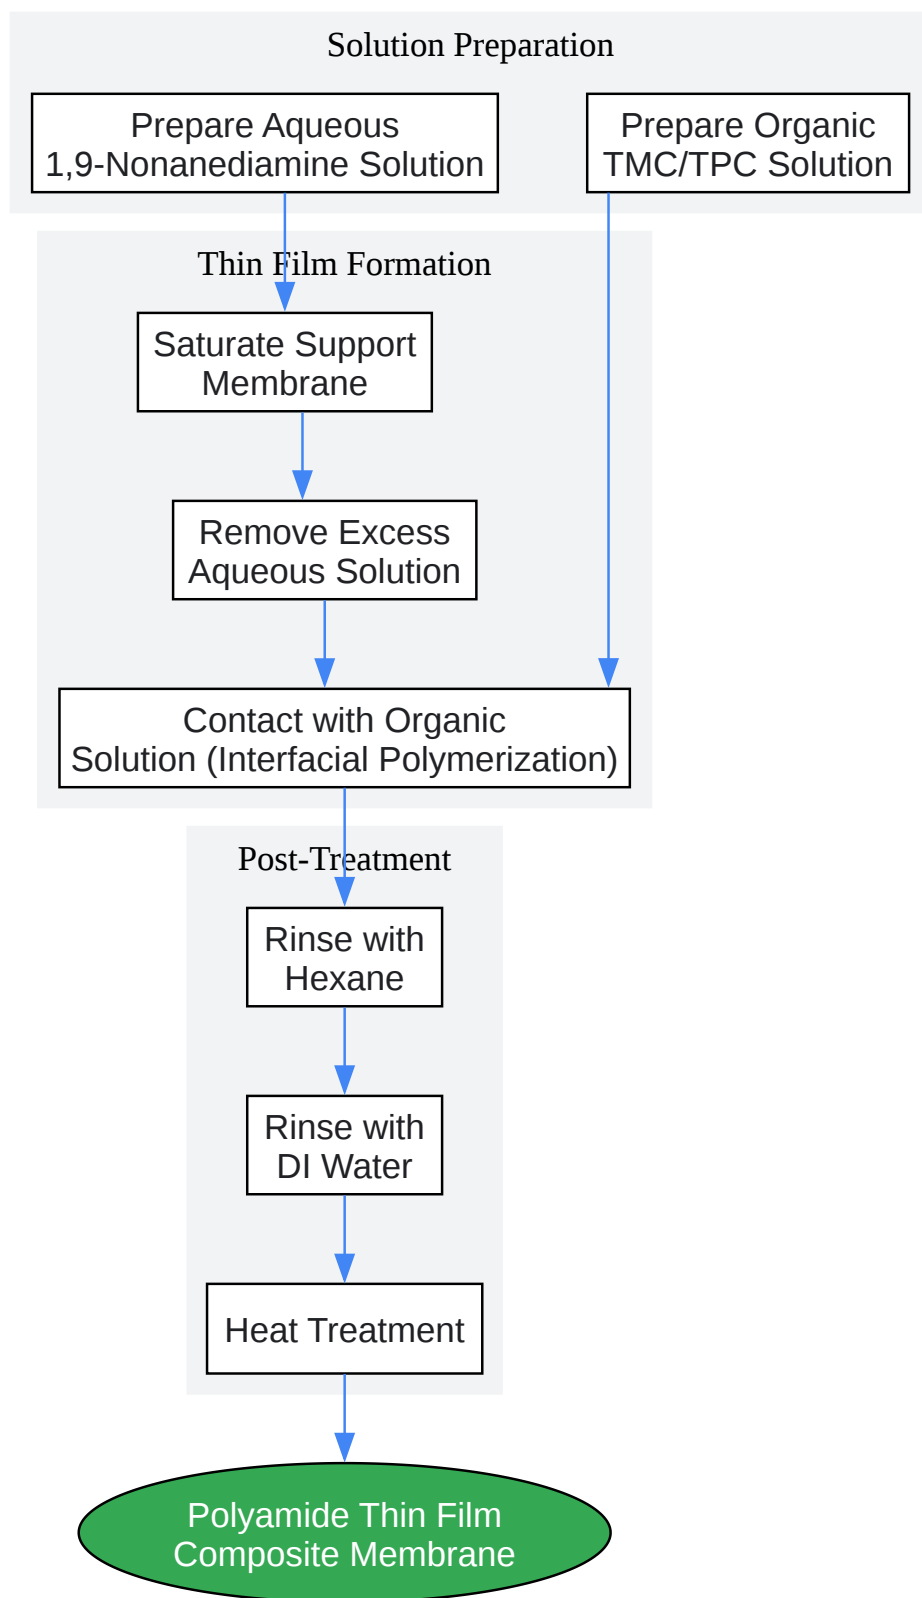 Solution Preparation
Prepare Aqueous
1,9-Nonanediamine Solution
Prepare Organic
TMC/TPC Solution
Thin Film Formation
Saturate Support
Membrane
Remove Excess
Aqueous Solution
Contact with Organic
Solution (Interfacial Polymerization)
Post-Treatment
Rinse with
Hexane
Rinse with
DI Water
Heat Treatment
Polyamide Thin Film
Composite Membrane